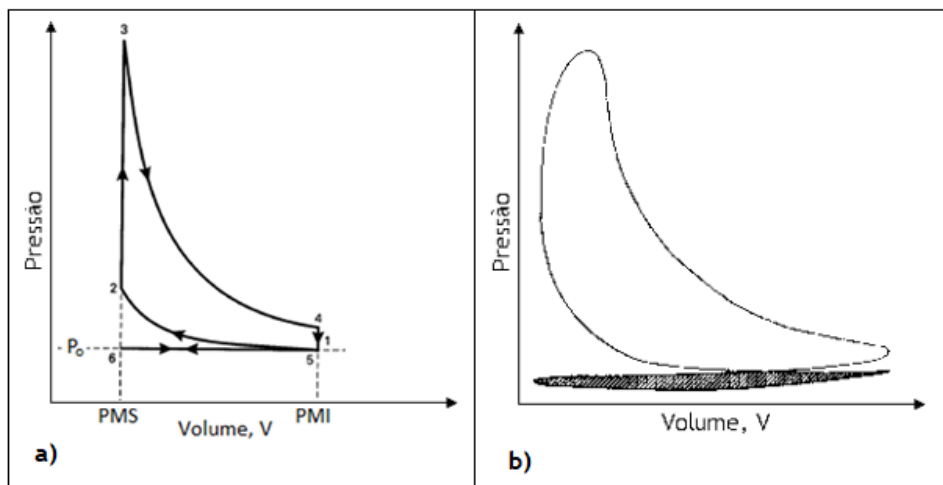 3
Pressão
2
4
1
P₀
6
5
PMS
Volume, V
PMI
a)
Pressão
Volume, V
b)